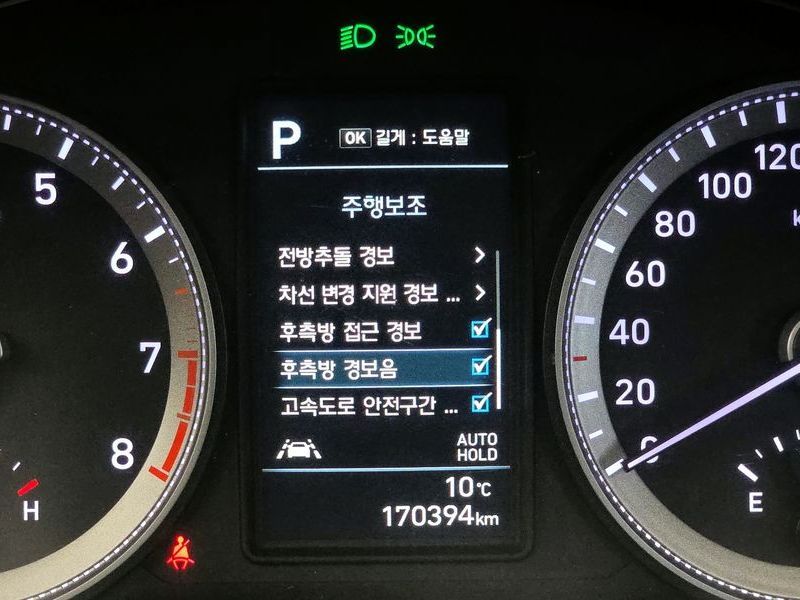 P OK 길게 : 도움말
주행보조
전방추돌 경보
차선 변경 지원 경보 ...
후측방 접근 경보
후측방 경보음
고속도로 안전구간 ...
AUTO
HOLD
10℃
170394km
5
6
7
8
H
120
100
80
60
40
20
0
E